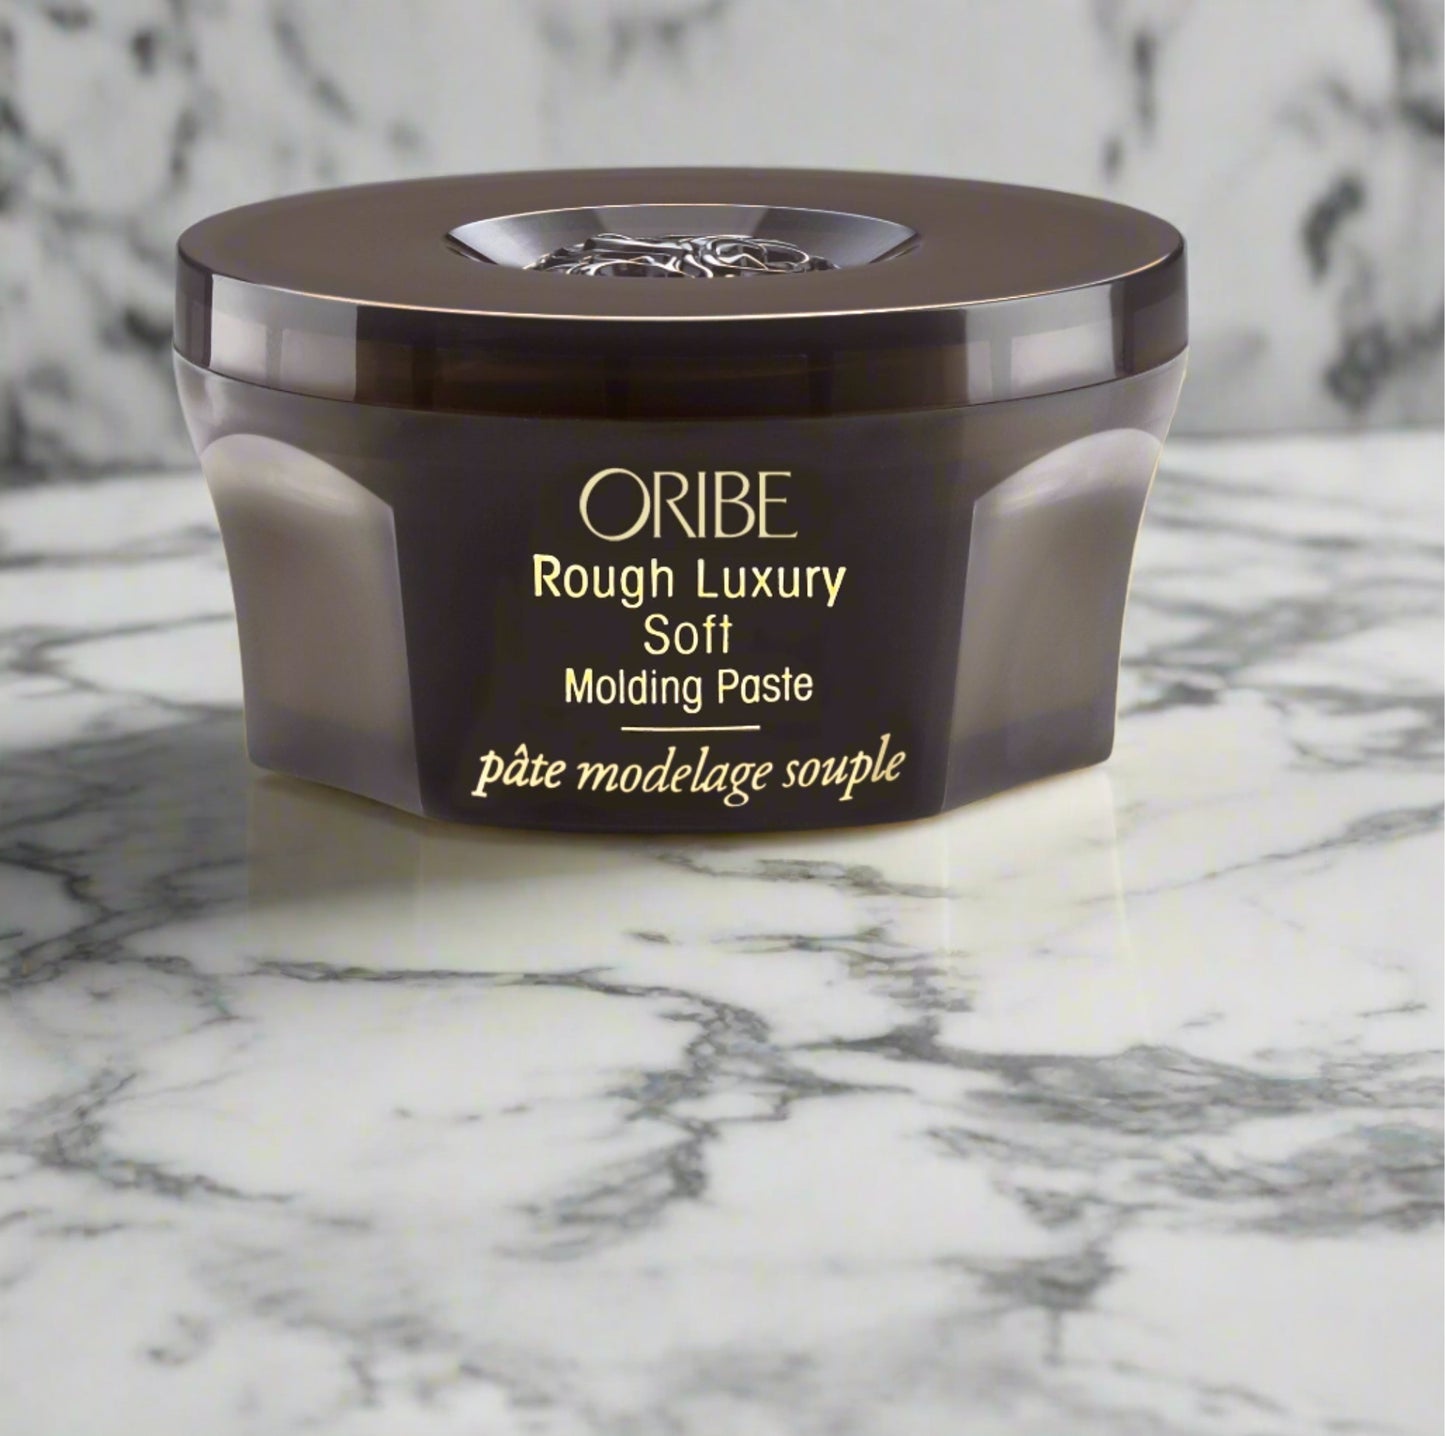 ORIBE
Rough Luxury
Soft
Molding Paste
pâte modelage souple